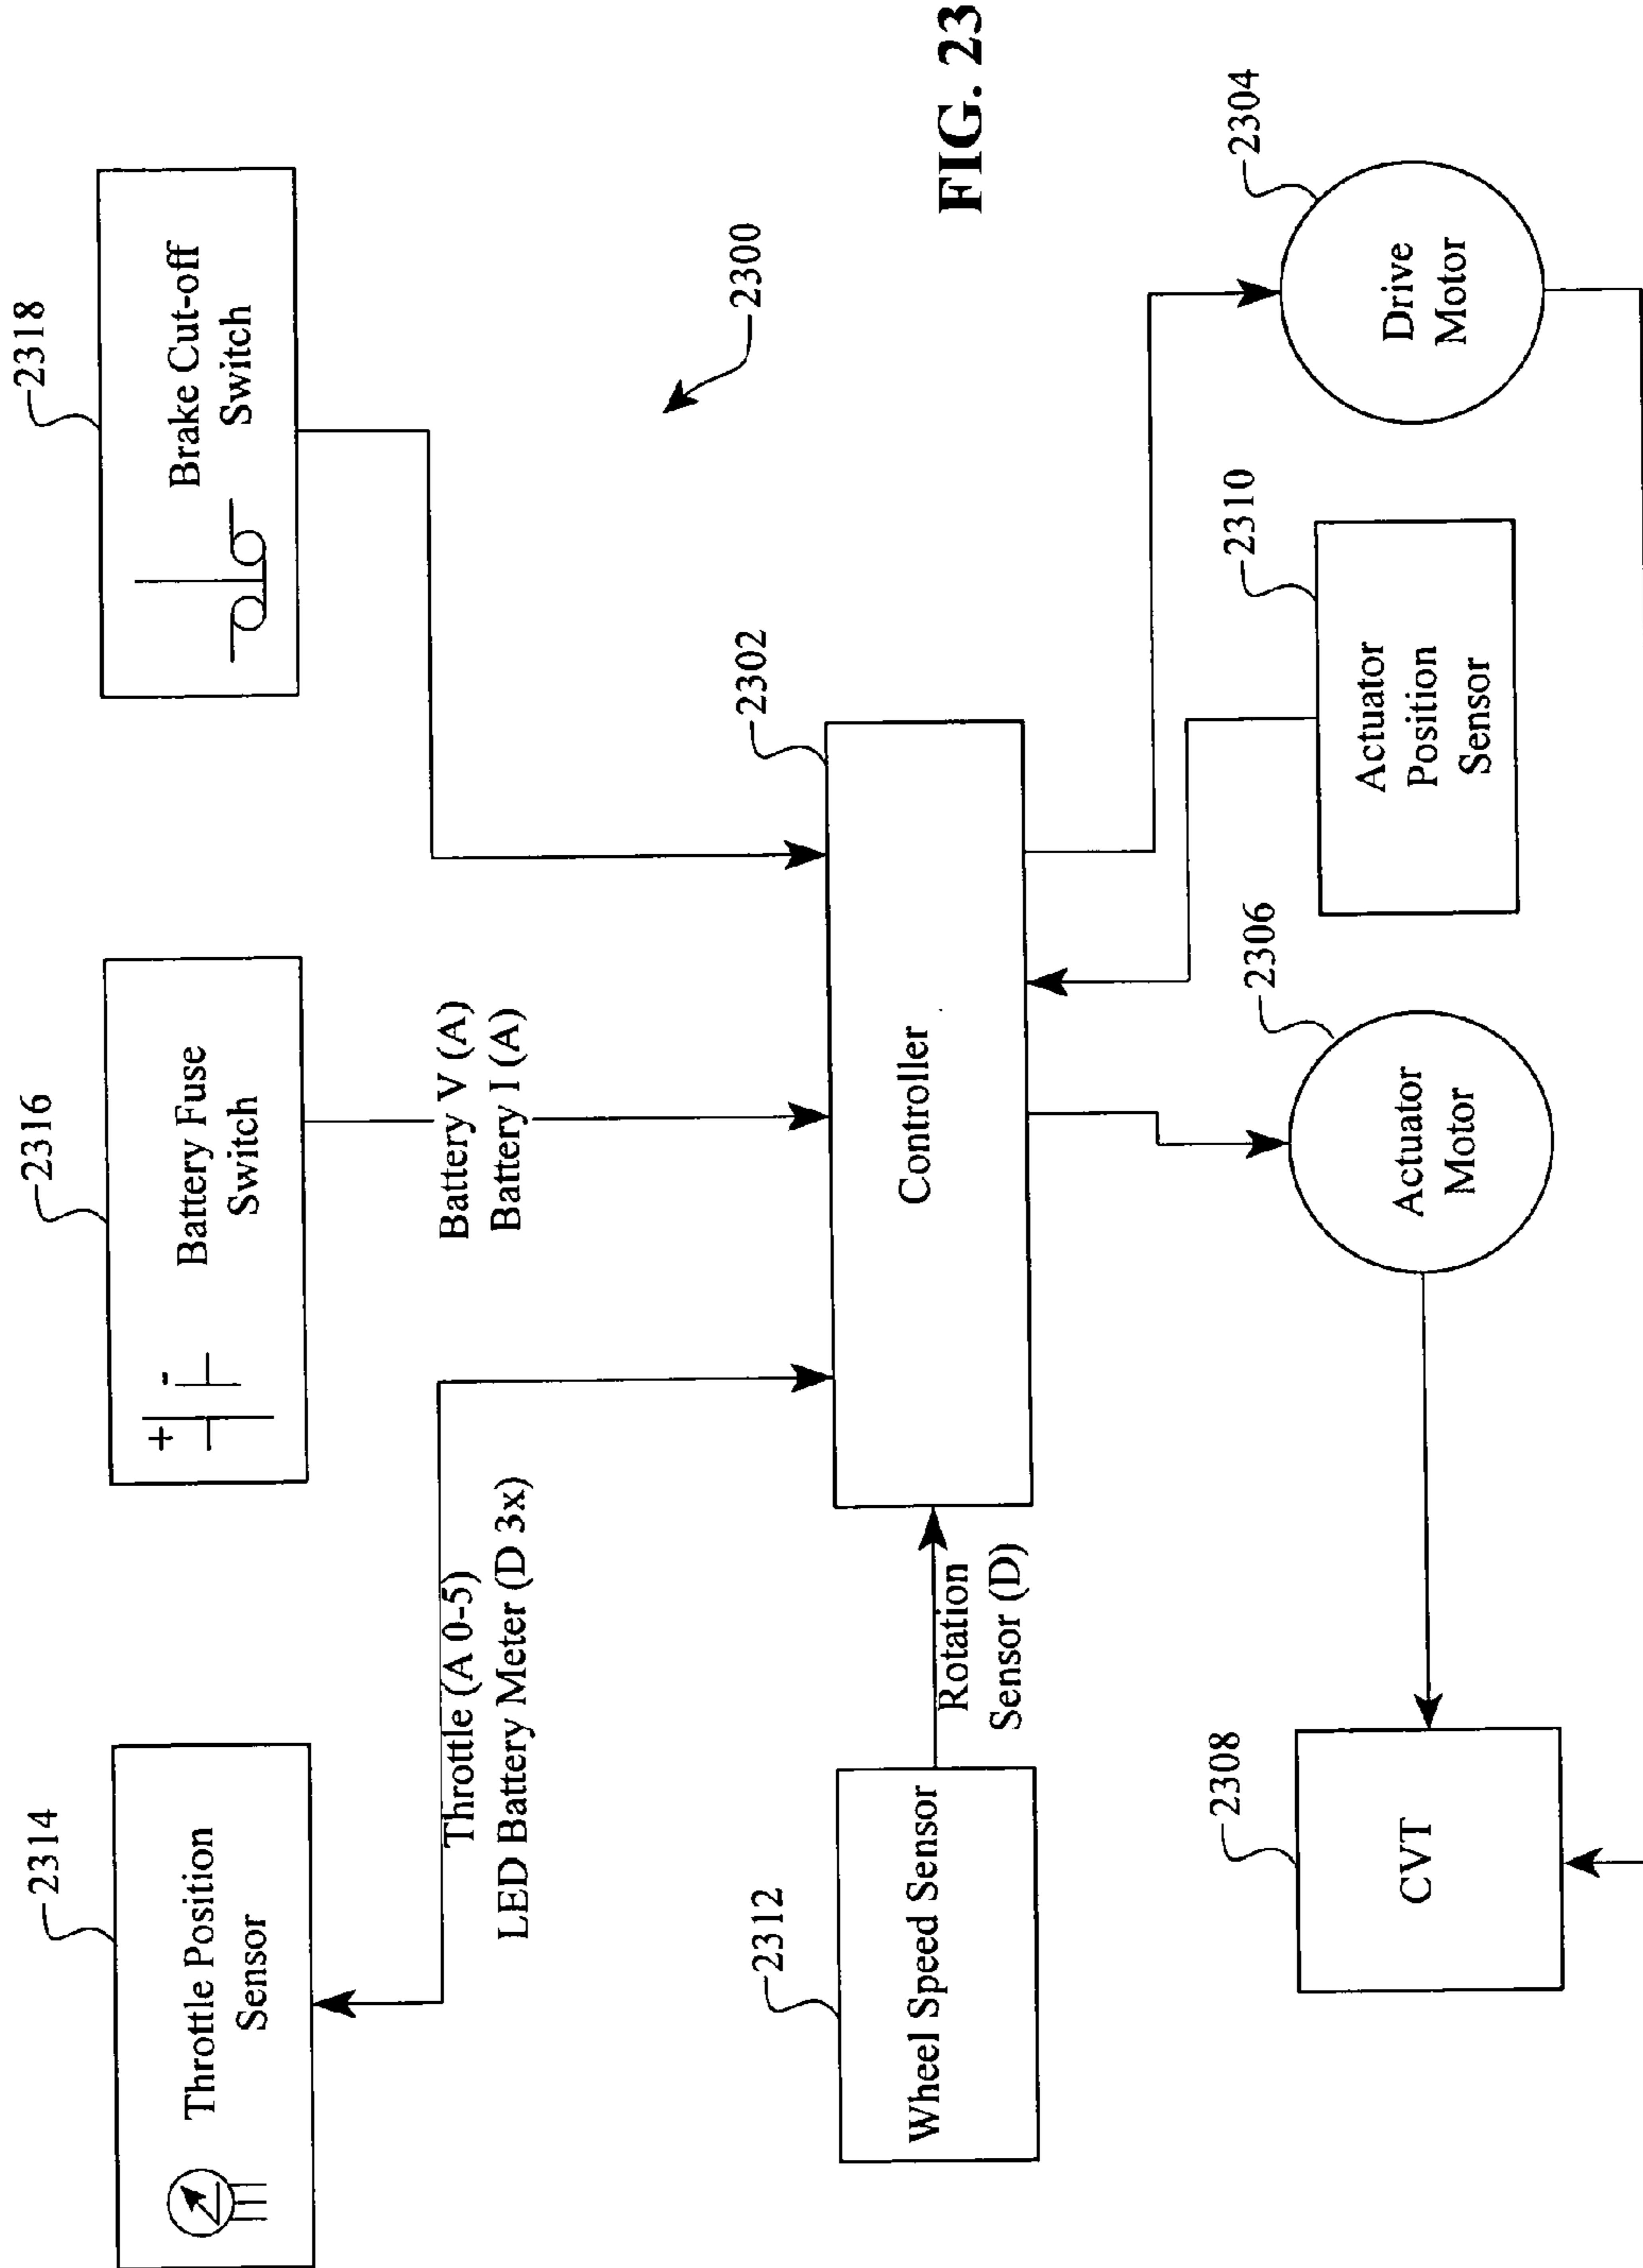 2314
Throttle Position
Sensor
2316
+
-
Battery Fuse
Switch
2318
Brake Cut-off
Switch
Throttle (A 0-5)
LED Battery Meter (D 3x)
Battery V (A)
Battery I (A)
2300
2312
Wheel Speed Sensor
Rotation
Sensor (D)
2302
Controller
2308
CVT
2306
Actuator
Motor
2310
Actuator
Position
Sensor
2304
Drive
Motor
FIG. 23